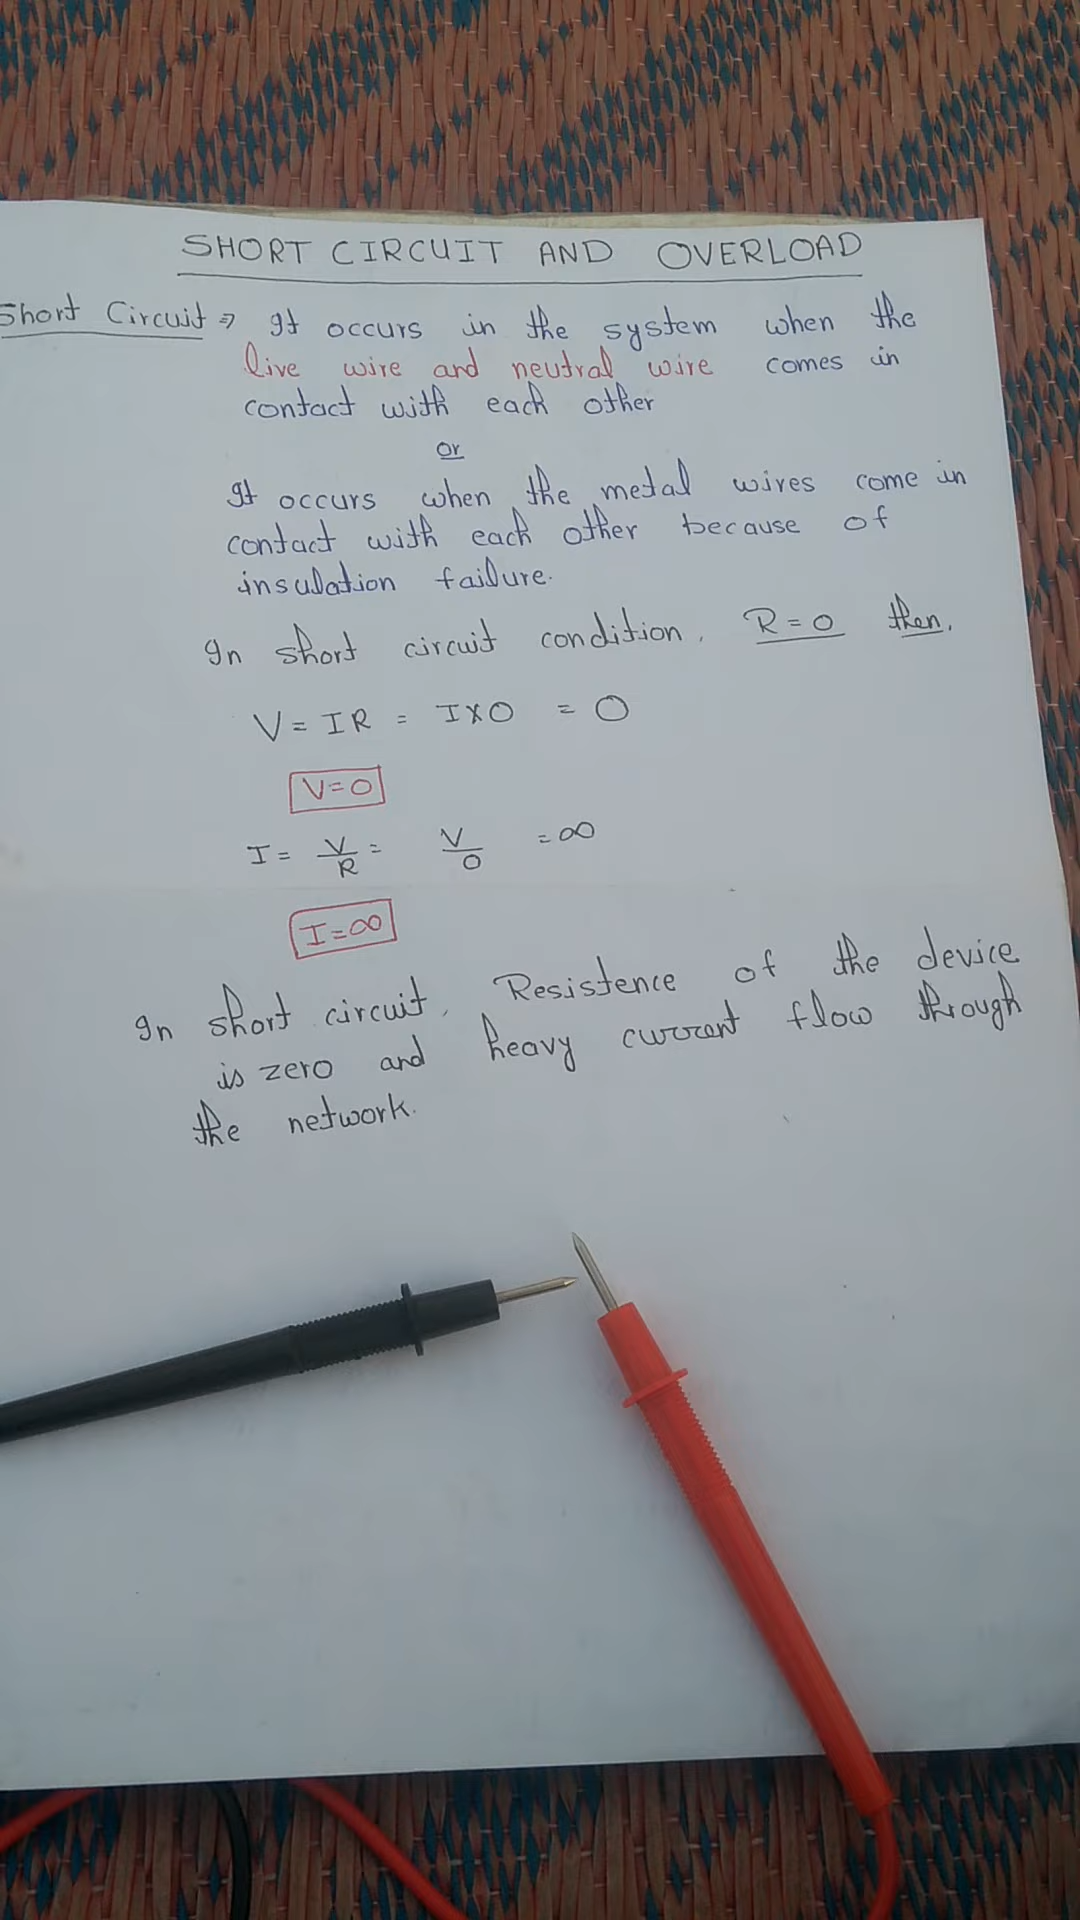 SHORT CIRCUIT AND OVERLOAD
Short Circuit ⇒ It occurs in the system when the
live wire and neutral wire comes in
contact with each other
or
It occurs when the metal wires come in
contact with each other because of
insulation failure.
In short circuit condition, R = 0 then,
V = IR = I×0 = 0
V=0
I = V/R = V/0 = ∞
I=∞
In short circuit, Resistence of the device
is zero and heavy current flow through
the network.